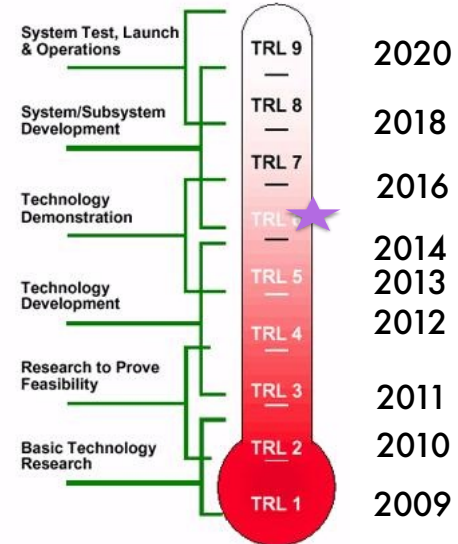 System Test, Launch
& Operations
System/Subsystem
Development
Technology
Demonstration
Technology
Development
Research to Prove
Feasibility
Basic Technology
Research
TRL 9
TRL 8
TRL 7
TRL 6
TRL 5
TRL 4
TRL 3
TRL 2
TRL 1
2020
2018
2016
2014
2013
2012
2011
2010
2009